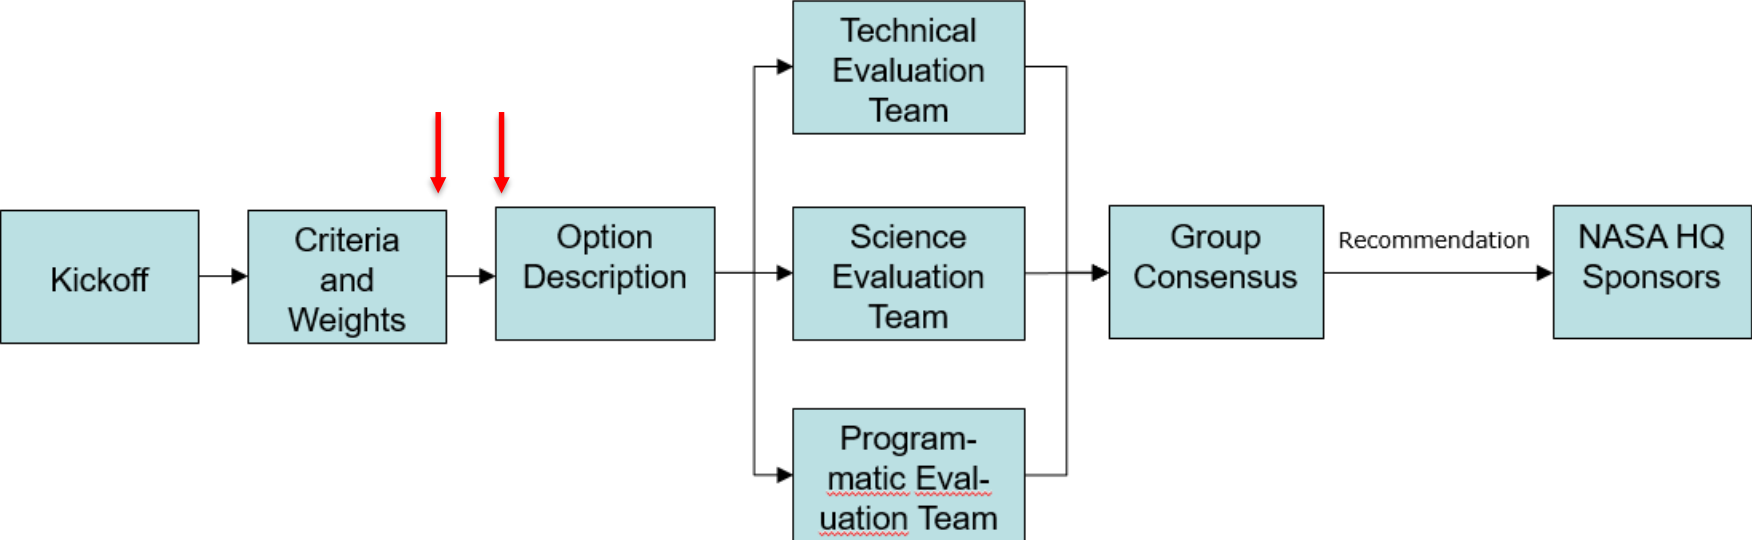 Kickoff
Criteria
and
Weights
Option
Description
Technical
Evaluation
Team
Science
Evaluation
Team
Program-
matic Eval-
uation Team
Group
Consensus
Recommendation
NASA HQ
Sponsors